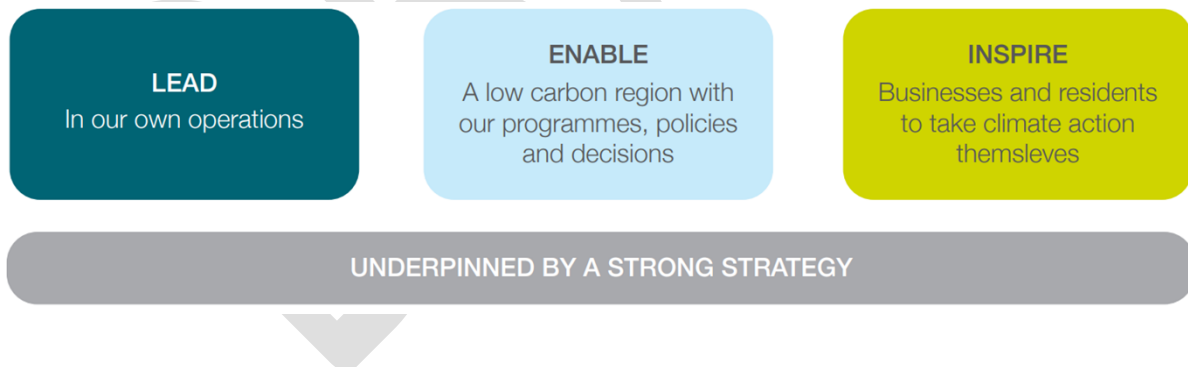 LEAD
In our own operations
ENABLE
A low carbon region with
our programmes, policies
and decisions
INSPIRE
Businesses and residents
to take climate action
themsleves
UNDERPINNED BY A STRONG STRATEGY